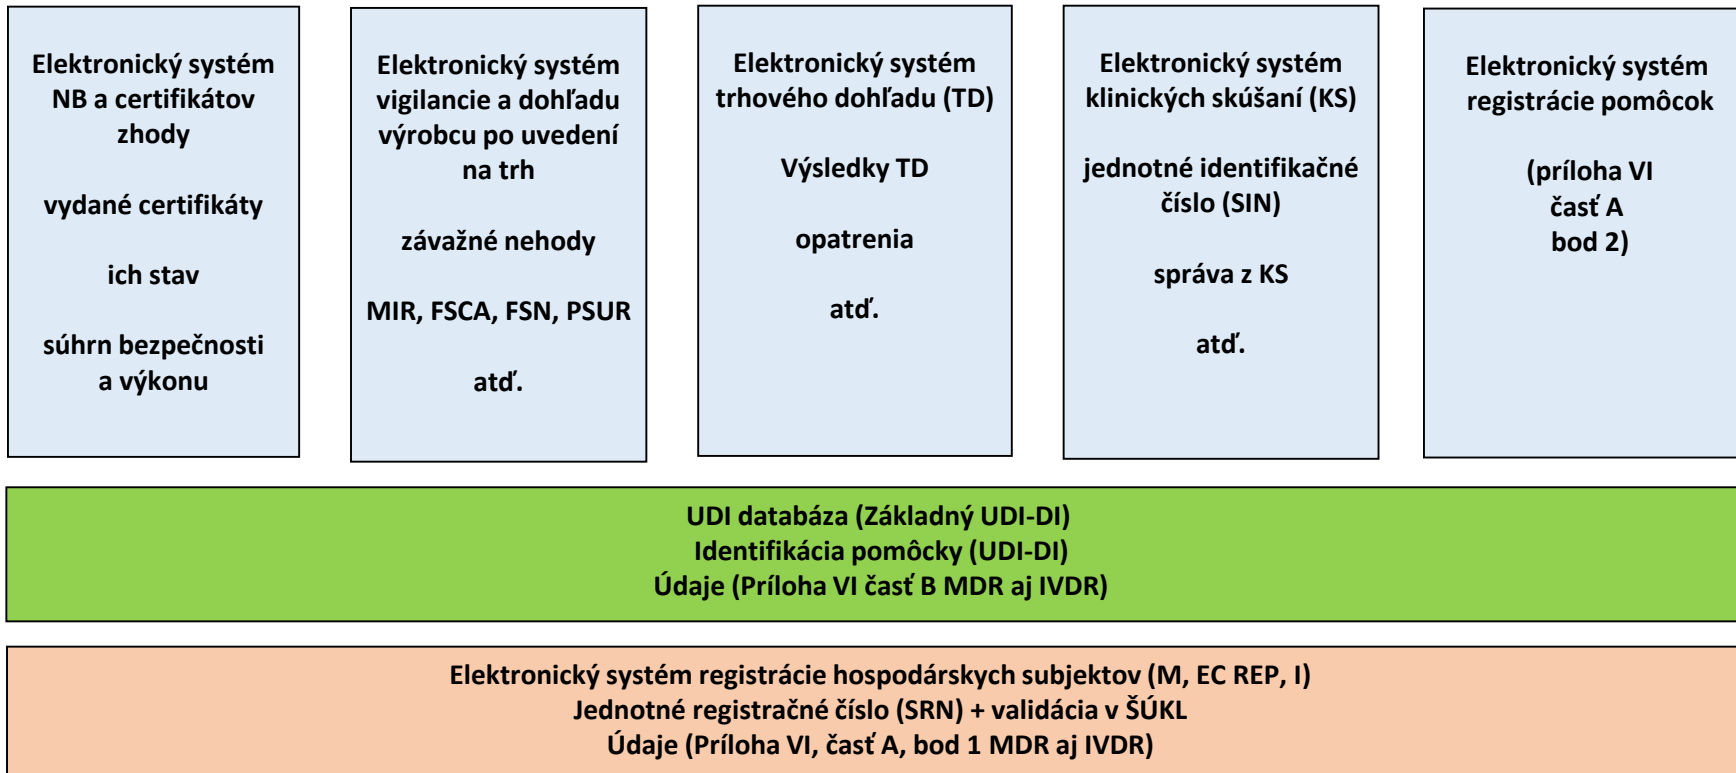 Elektronický systém
NB a certifikátov
zhody
vydané certifikáty
ich stav
súhrn bezpečnosti
a výkonu
Elektronický systém
vigilancie a dohľadu
výrobcu po uvedení
na trh
závažné nehody
MIR, FSCA, FSN, PSUR
atď.
Elektronický systém
trhového dohľadu (TD)
Výsledky TD
opatrenia
atď.
Elektronický systém
klinických skúšaní (KS)
jednotné identifikačné
číslo (SIN)
správa z KS
atď.
Elektronický systém
registrácie pomôcok
(príloha VI
časť A
bod 2)
UDI databáza (Základný UDI-DI)
Identifikácia pomôcky (UDI-DI)
Údaje (Príloha VI časť B MDR aj IVDR)
Elektronický systém registrácie hospodárskych subjektov (M, EC REP, I)
Jednotné registračné číslo (SRN) + validácia v ŠÚKL
Údaje (Príloha VI, časť A, bod 1 MDR aj IVDR)